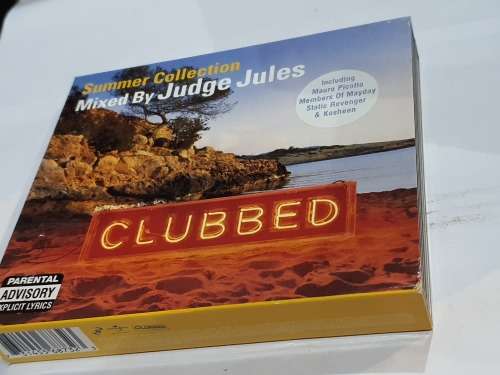 Summer Collection
Mixed By Judge Jules
Including
Mauro Picotto
Members Of Mayday
Static Revenger
& Kosheen
CLUBBED
PARENTAL
ADVISORY
EXPLICIT LYRICS